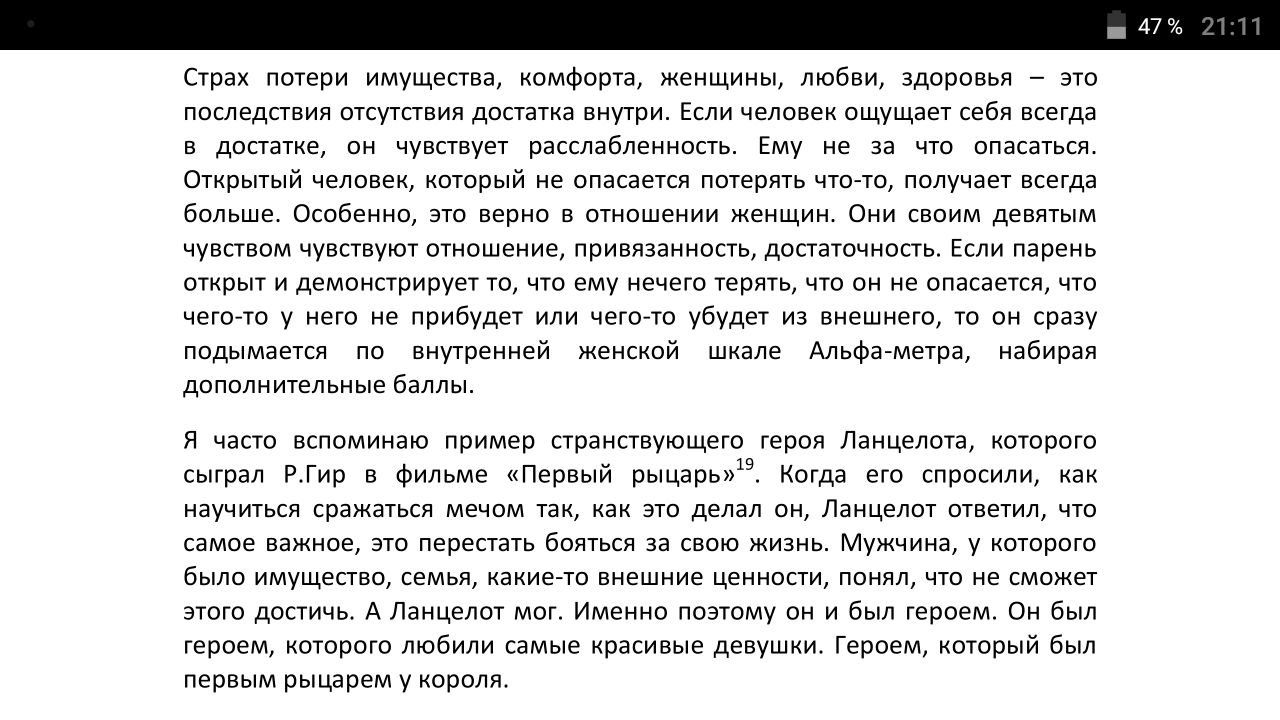 47 % 21:11
Страх потери имущества, комфорта, женщины, любви, здоровья – это
последствия отсутствия достатка внутри. Если человек ощущает себя всегда
в достатке, он чувствует расслабленность. Ему не за что опасаться.
Открытый человек, который не опасается потерять что-то, получает всегда
больше. Особенно, это верно в отношении женщин. Они своим девятым
чувством чувствуют отношение, привязанность, достаточность. Если парень
открыт и демонстрирует то, что ему нечего терять, что он не опасается, что
чего-то у него не прибудет или чего-то убудет из внешнего, то он сразу
подымается по внутренней женской шкале Альфа-метра, набирая
дополнительные баллы.
Я часто вспоминаю пример странствующего героя Ланцелота, которого
сыграл Р.Гир в фильме «Первый рыцарь»19. Когда его спросили, как
научиться сражаться мечом так, как это делал он, Ланцелот ответил, что
самое важное, это перестать бояться за свою жизнь. Мужчина, у которого
было имущество, семья, какие-то внешние ценности, понял, что не сможет
этого достичь. А Ланцелот мог. Именно поэтому он и был героем. Он был
героем, которого любили самые красивые девушки. Героем, который был
первым рыцарем у короля.